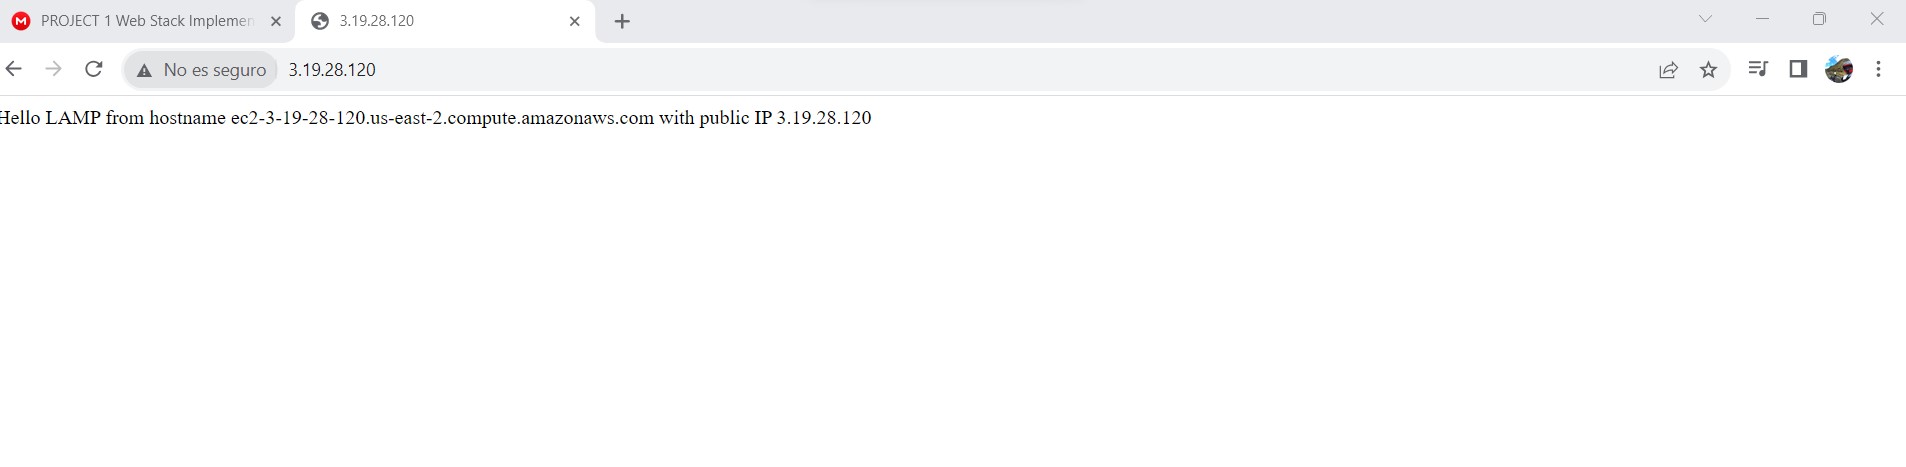 PROJECT 1 Web Stack Implemen
3.19.28.120
No es seguro
3.19.28.120
Hello LAMP from hostname ec2-3-19-28-120.us-east-2.compute.amazonaws.com with public IP 3.19.28.120